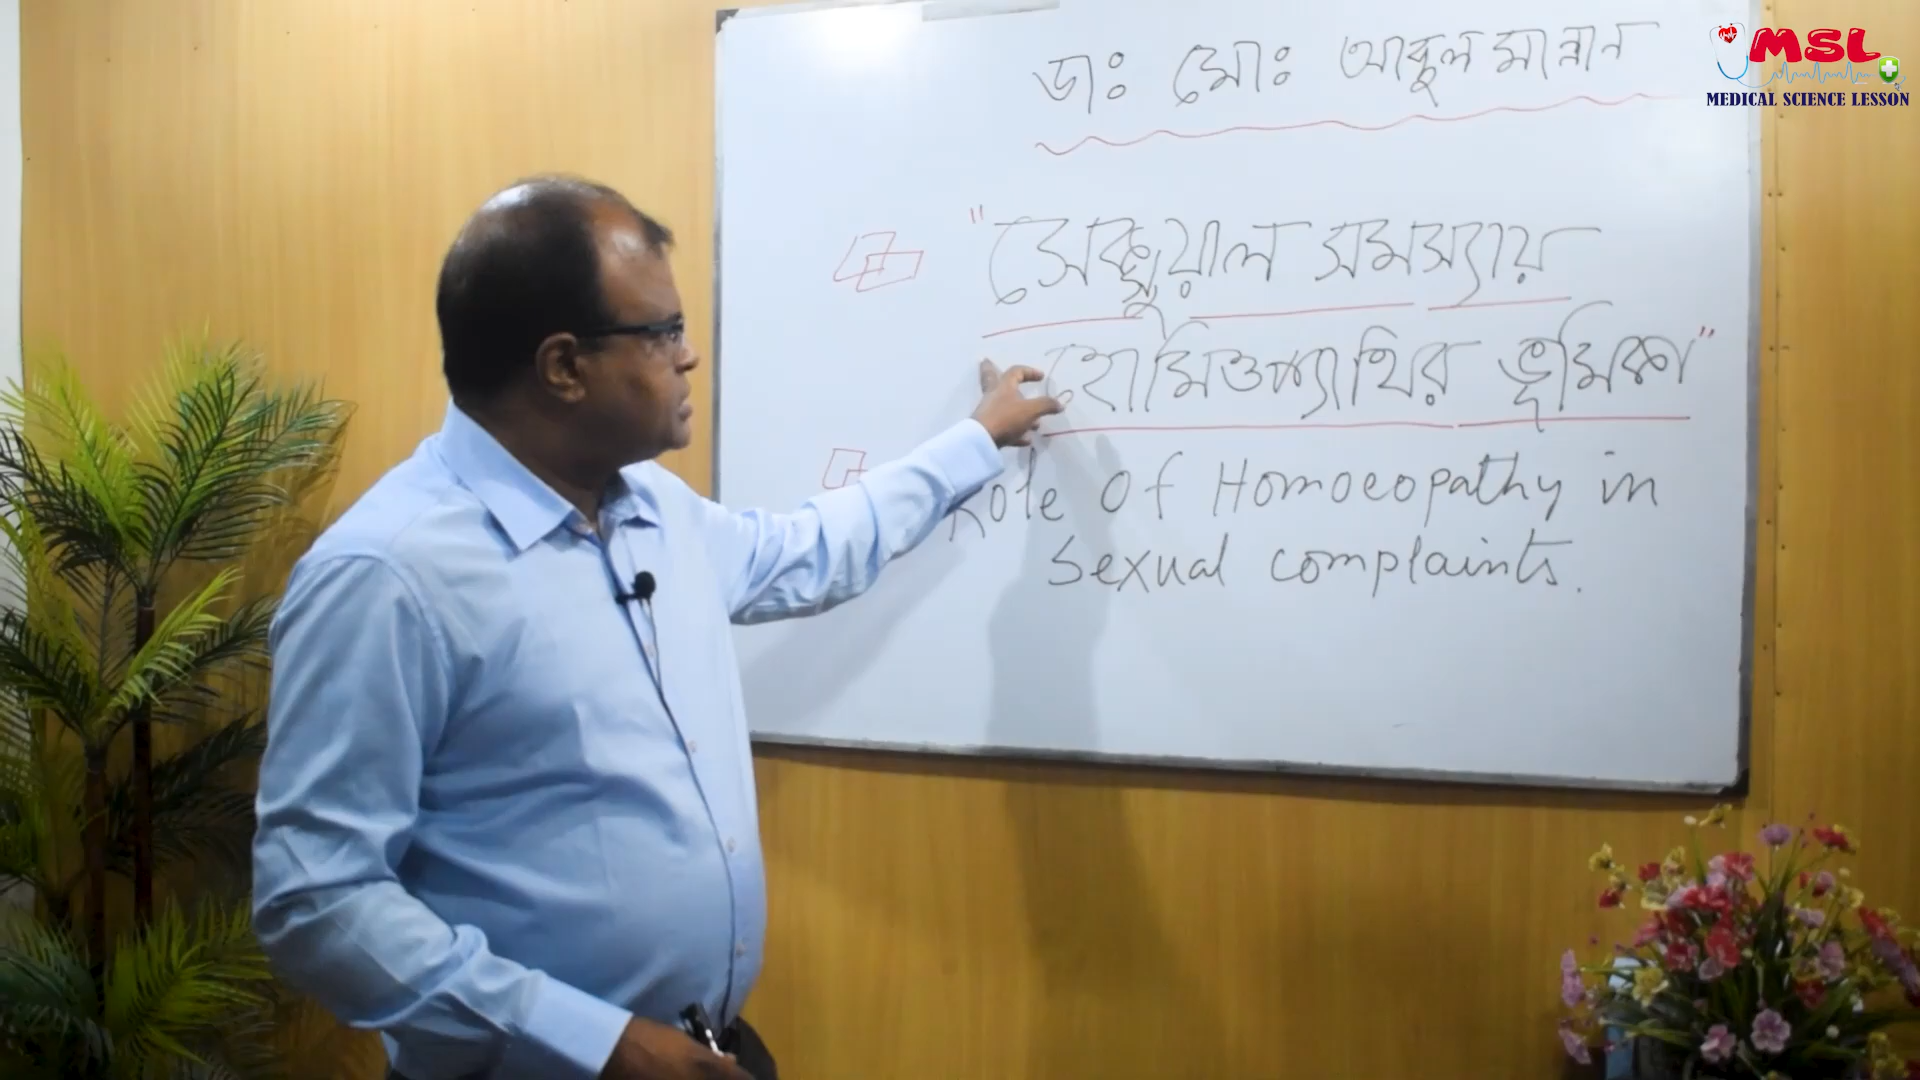 ডাঃ মোঃ আব্দুল মান্নান
MSL
MEDICAL SCIENCE LESSON
"সেক্সুয়াল সমস্যায়
হোমিওপ্যাথির ভূমিকা"
Role Of Homoeopathy in
Sexual complaints.